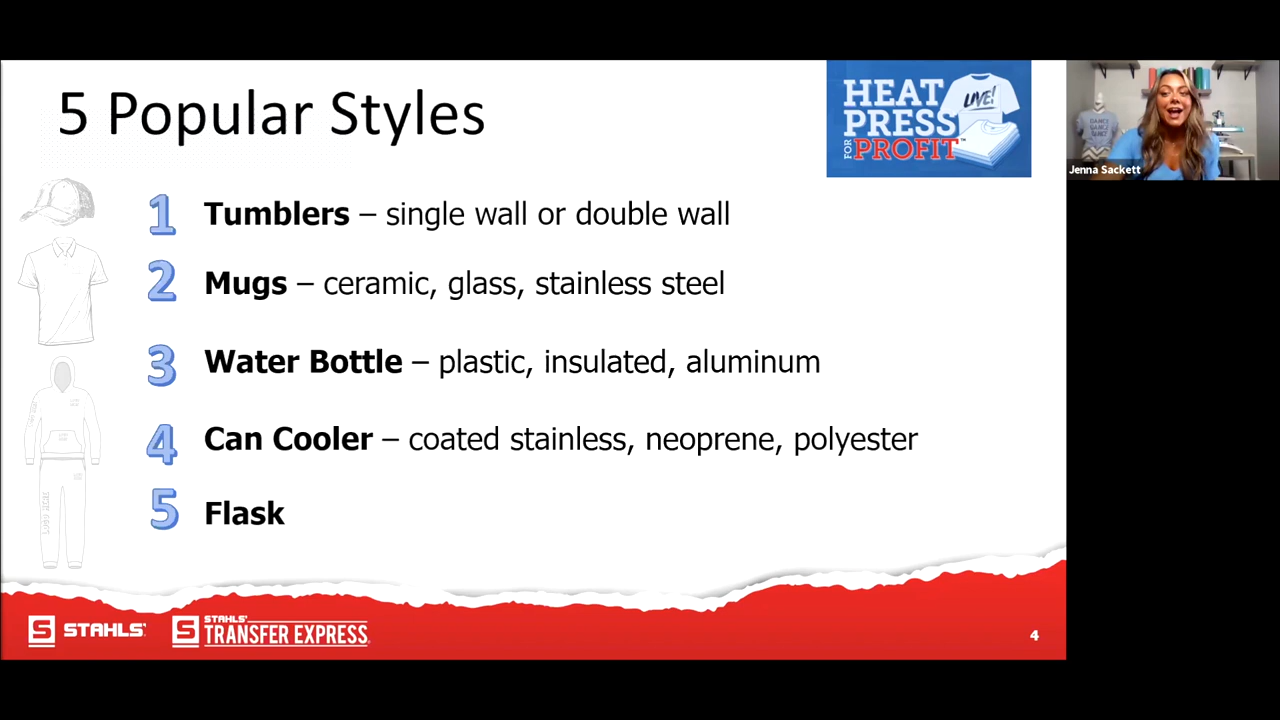 5 Popular Styles
HEAT
PRESS
FOR PROFIT™
LIVE!
Jenna Sackett
1 Tumblers – single wall or double wall
2 Mugs – ceramic, glass, stainless steel
3 Water Bottle – plastic, insulated, aluminum
4 Can Cooler – coated stainless, neoprene, polyester
5 Flask
S STAHLS'
S STAHLS'
TRANSFER EXPRESS
4